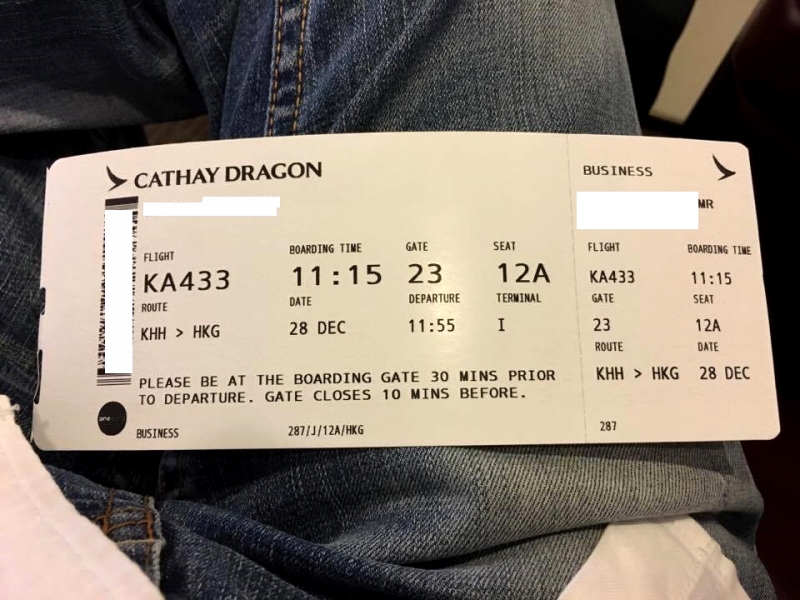 CATHAY DRAGON
FLIGHT
KA433
BOARDING TIME
11:15
GATE
23
SEAT
12A
ROUTE
KHH > HKG
DATE
28 DEC
DEPARTURE
11:55
TERMINAL
I
PLEASE BE AT THE BOARDING GATE 30 MINS PRIOR
TO DEPARTURE. GATE CLOSES 10 MINS BEFORE.
one
BUSINESS
287/J/12A/HKG
BUSINESS
MR
FLIGHT
KA433
BOARDING TIME
11:15
GATE
23
SEAT
12A
ROUTE
KHH > HKG
DATE
28 DEC
287